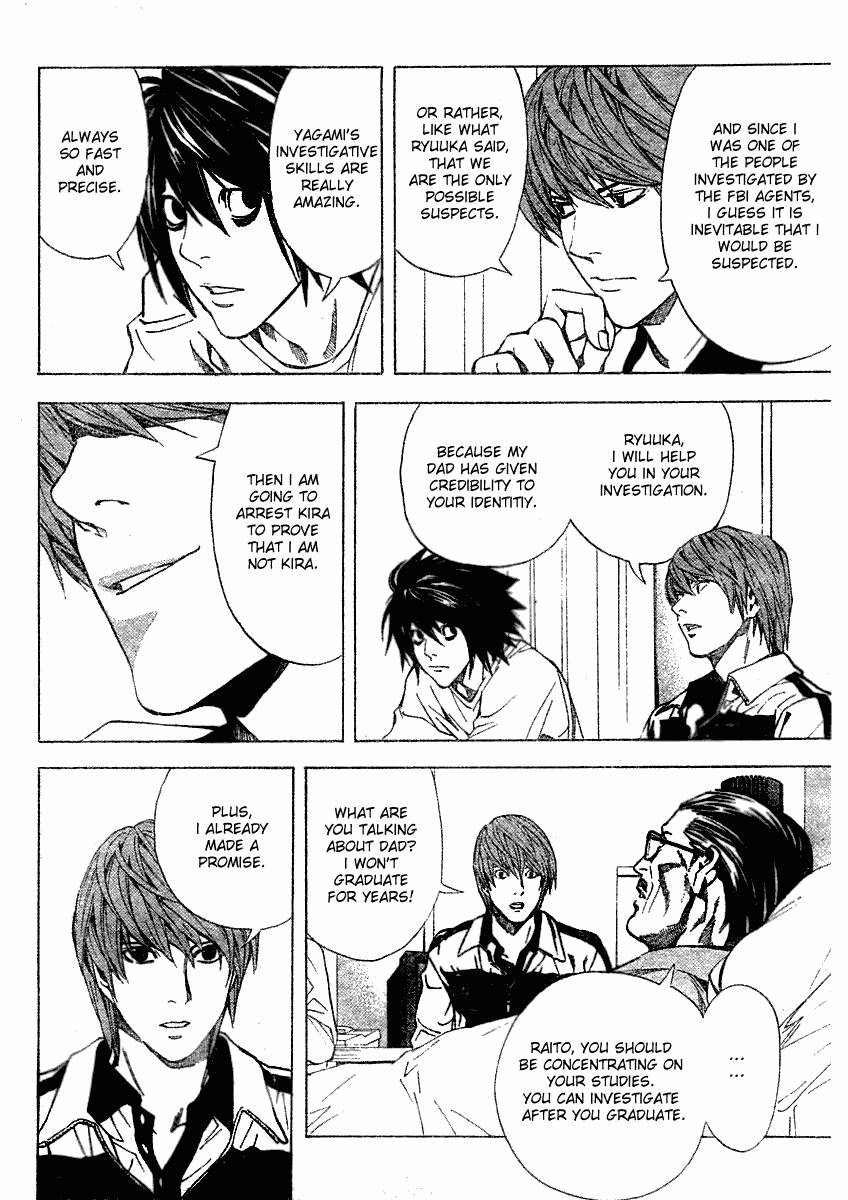 AND SINCE I
WAS ONE OF
THE PEOPLE
INVESTIGATED BY
THE FBI AGENTS,
I GUESS IT IS
INEVITABLE THAT I
WOULD BE
SUSPECTED.
OR RATHER,
LIKE WHAT
RYUUKA SAID,
THAT WE
ARE THE ONLY
POSSIBLE
SUSPECTS.
YAGAMI'S
INVESTIGATIVE
SKILLS ARE
REALLY
AMAZING.
ALWAYS
SO FAST
AND
PRECISE.
RYUUKA,
I WILL HELP
YOU IN YOUR
INVESTIGATION.
BECAUSE MY
DAD HAS GIVEN
CREDIBILITY TO
YOUR IDENTITIY.
THEN I AM
GOING TO
ARREST KIRA
TO PROVE
THAT I AM
NOT KIRA.
... 
...
RAITO, YOU SHOULD
BE CONCENTRATING ON
YOUR STUDIES.
YOU CAN INVESTIGATE
AFTER YOU GRADUATE.
WHAT ARE
YOU TALKING
ABOUT DAD?
I WON'T
GRADUATE
FOR YEARS!
PLUS,
I ALREADY
MADE A
PROMISE.